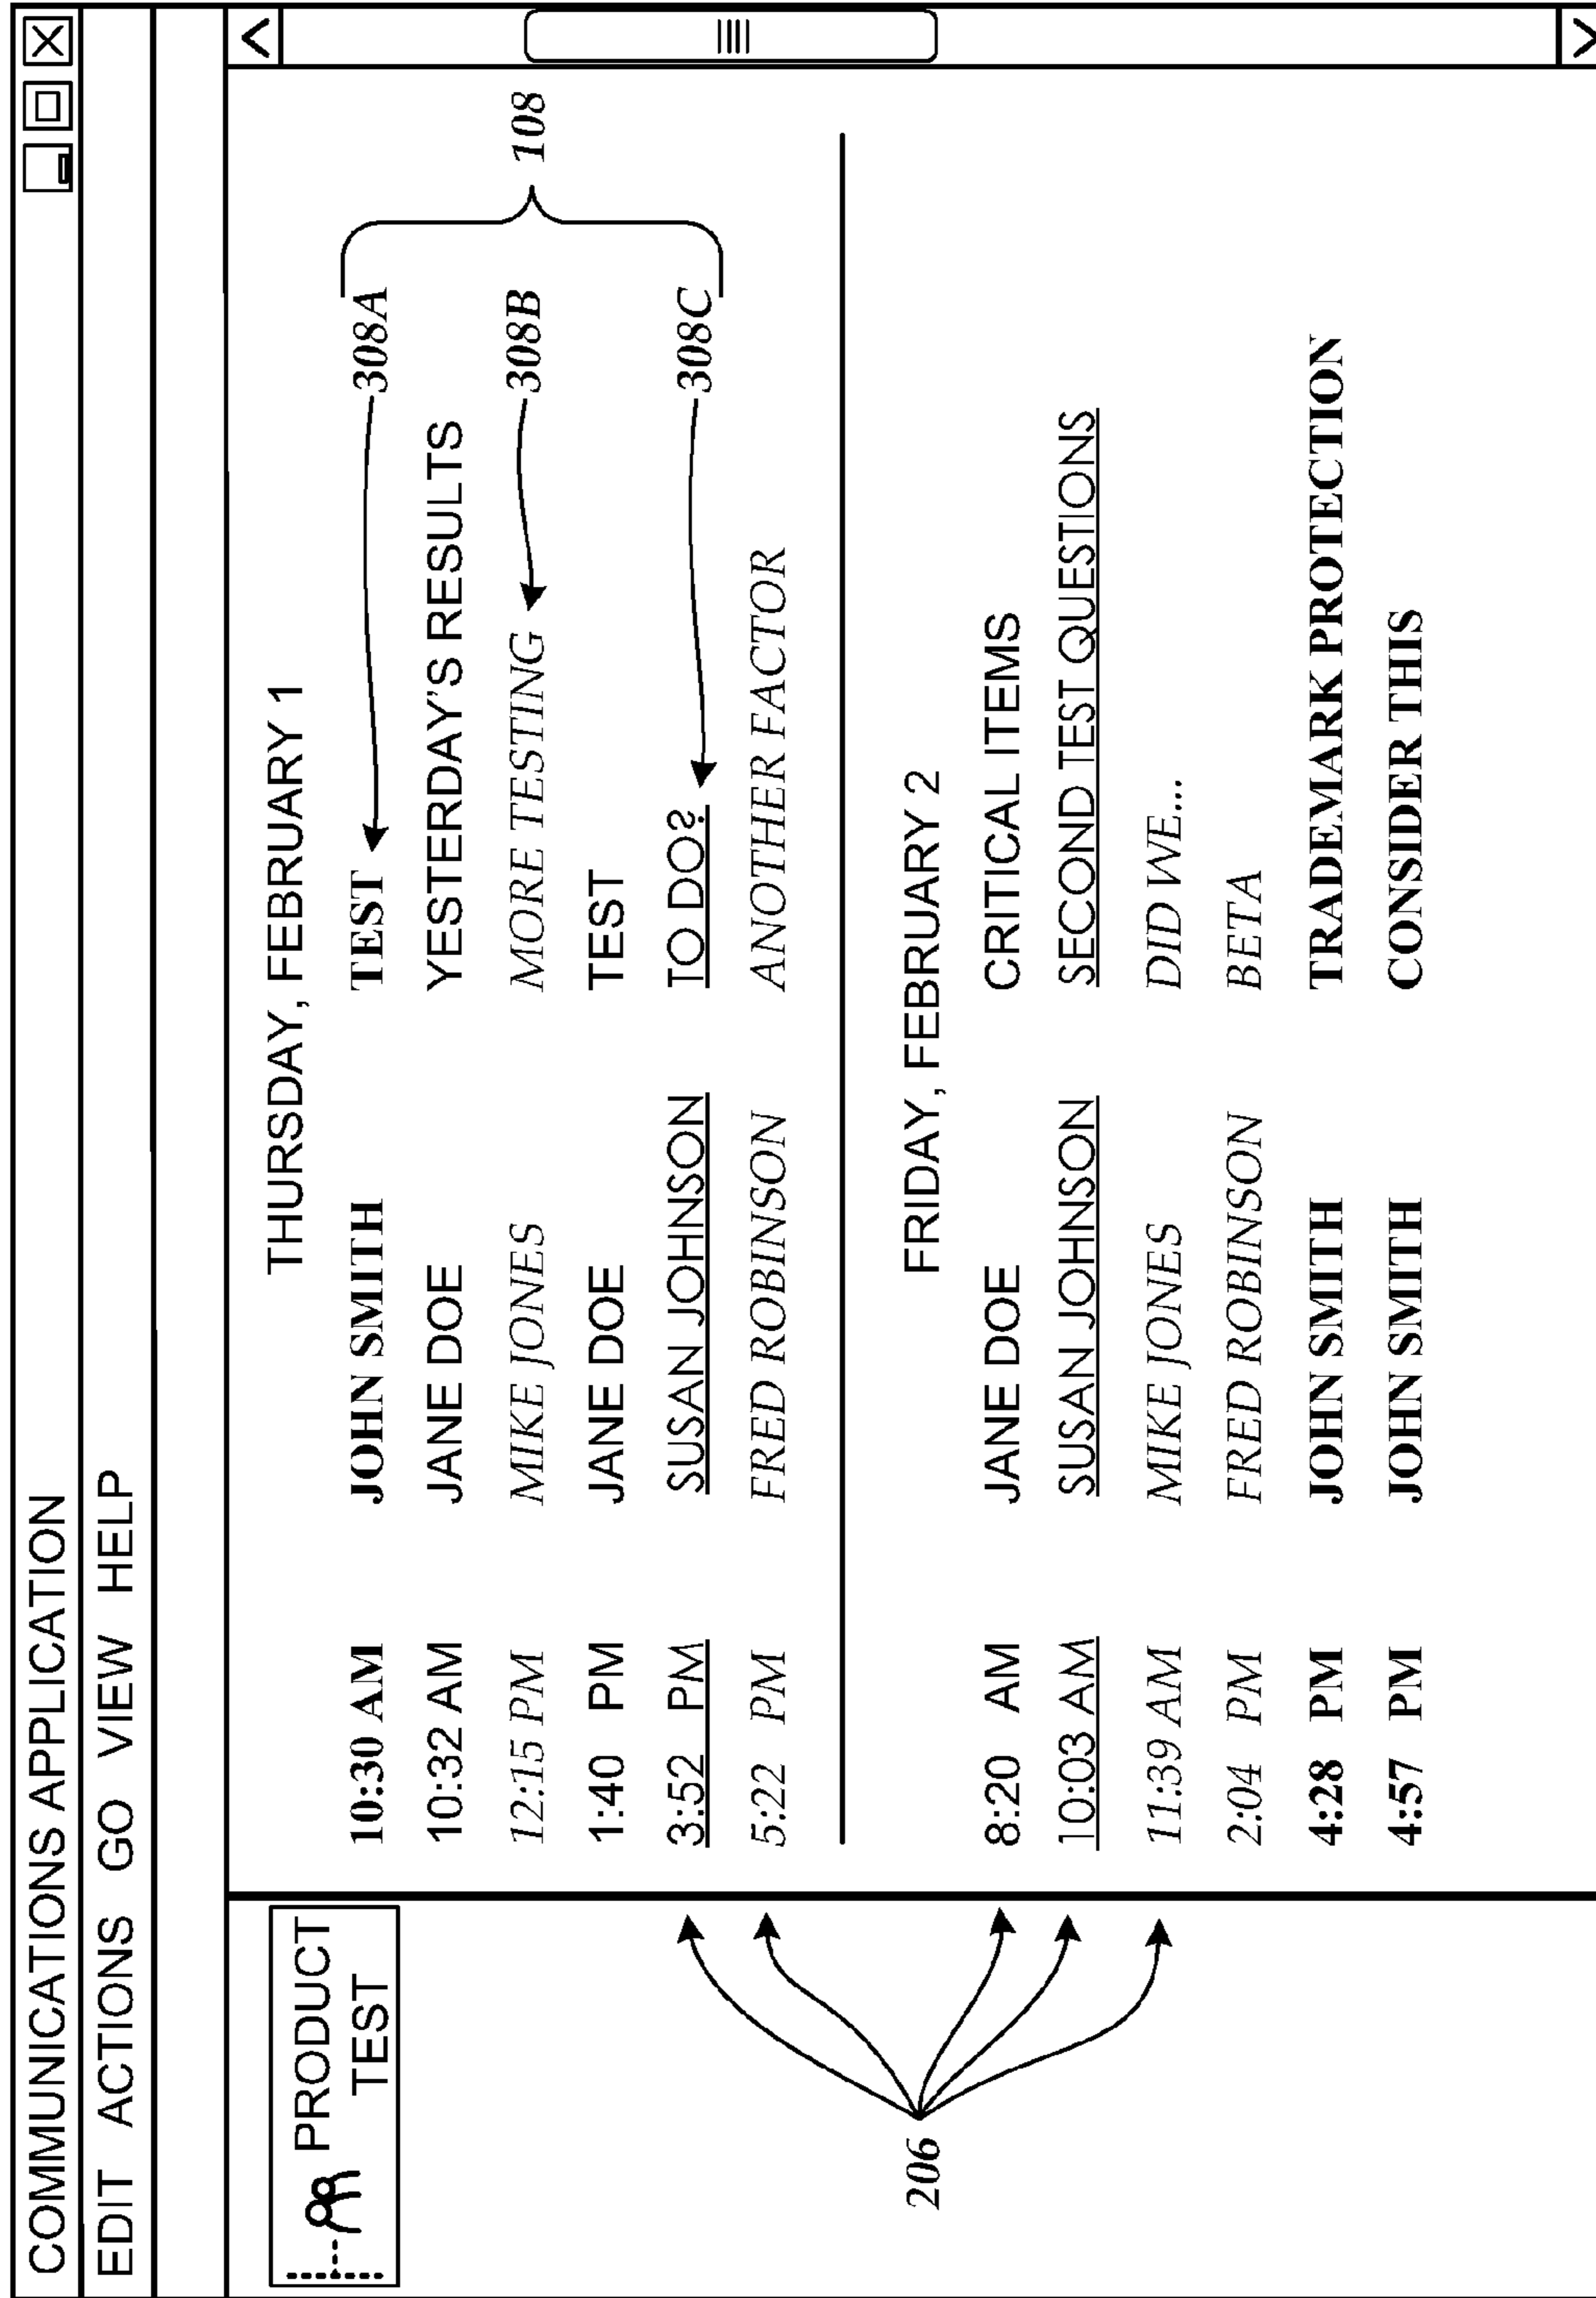 COMMUNICATIONS APPLICATION
EDIT ACTIONS GO VIEW HELP
PRODUCT
TEST
THURSDAY, FEBRUARY 1
10:30 AM JOHN SMITH TEST 308A
10:32 AM JANE DOE YESTERDAY'S RESULTS
12:15 PM MIKE JONES MORE TESTING 308B 108
1:40 PM JANE DOE TEST
3:52 PM SUSAN JOHNSON TO DO? 308C
5:22 PM FRED ROBINSON ANOTHER FACTOR
206
FRIDAY, FEBRUARY 2
8:20 AM JANE DOE CRITICAL ITEMS
10:03 AM SUSAN JOHNSON SECOND TEST QUESTIONS
11:39 AM MIKE JONES DID WE...
2:04 PM FRED ROBINSON BETA
4:28 PM JOHN SMITH TRADEMARK PROTECTION
4:57 PM JOHN SMITH CONSIDER THIS